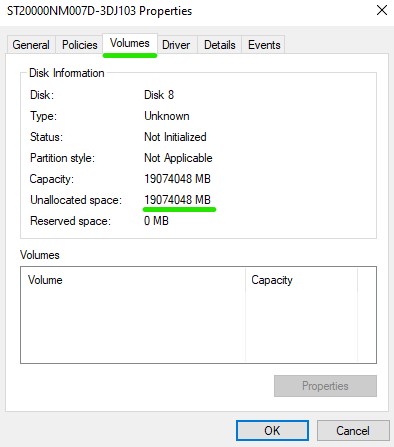 ST20000NM007D-3DJ103 Properties
General Policies Volumes Driver Details Events
Disk Information
Disk: Disk 8
Type: Unknown
Status: Not Initialized
Partition style: Not Applicable
Capacity: 19074048 MB
Unallocated space: 19074048 MB
Reserved space: 0 MB
Volumes
Volume Capacity
Properties
OK Cancel